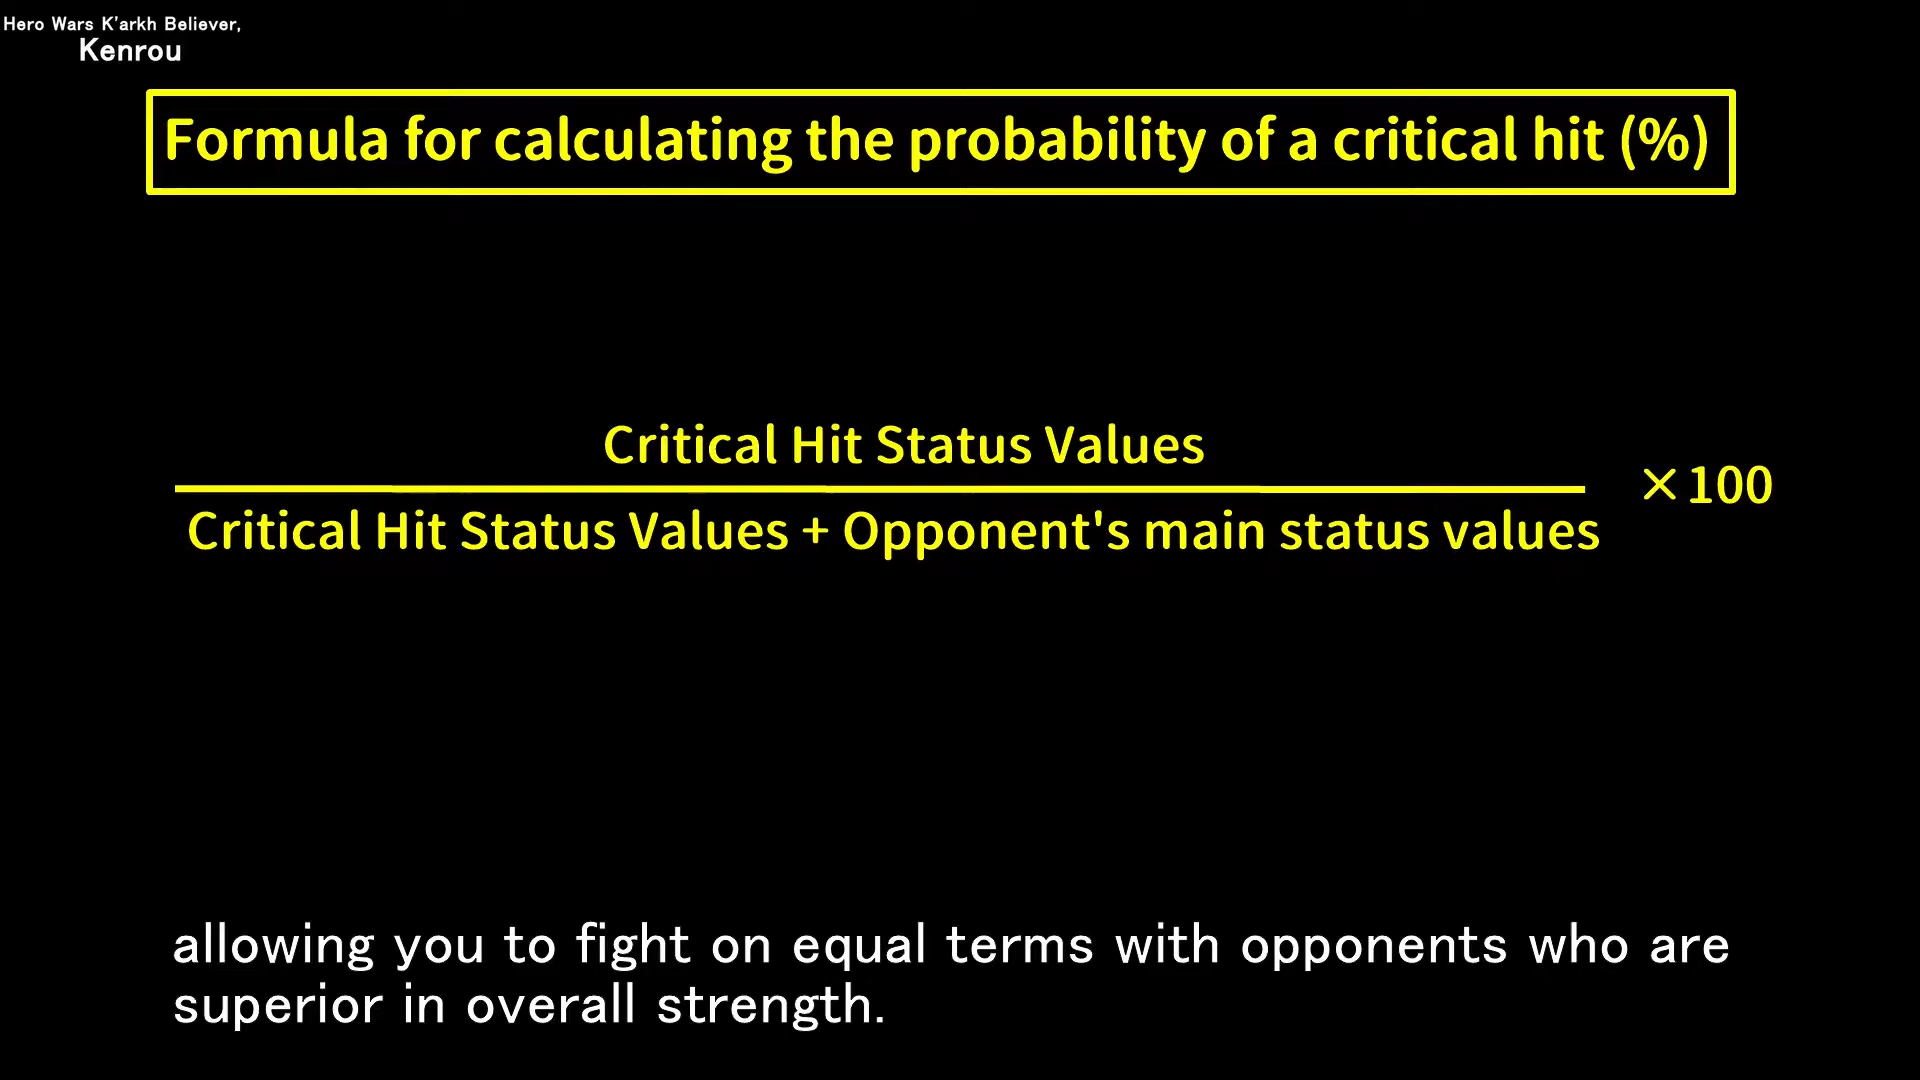 Hero Wars K'arkh Believer,
Kenrou
Formula for calculating the probability of a critical hit (%)
Critical Hit Status Values
×100
Critical Hit Status Values + Opponent's main status values
allowing you to fight on equal terms with opponents who are
superior in overall strength.